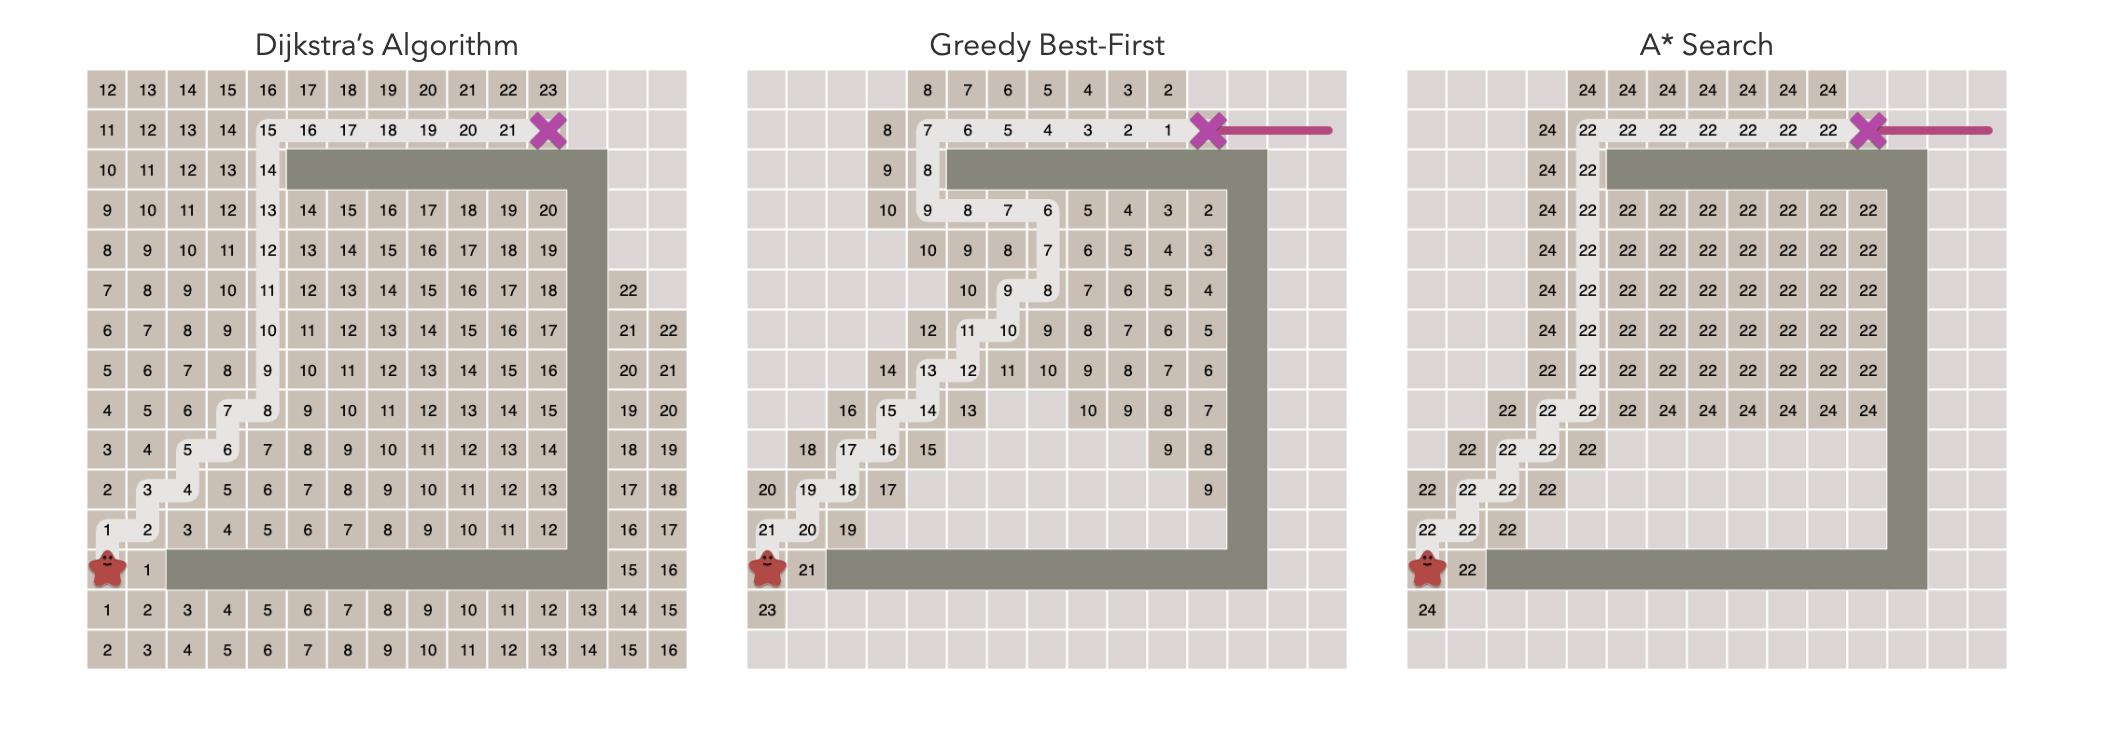 Dijkstra's Algorithm Greedy Best-First A* Search
12 13 14 15 16 17 18 19 20 21 22 23 8 7 6 5 4 3 2 24 24 24 24 24 24 24
11 12 13 14 15 16 17 18 19 20 21 8 7 6 5 4 3 2 1 24 22 22 22 22 22 22 22
10 11 12 13 14 9 8 24 22
9 10 11 12 13 14 15 16 17 18 19 20 10 9 8 7 6 5 4 3 2 24 22 22 22 22 22 22 22 22
8 9 10 11 12 13 14 15 16 17 18 19 10 9 8 7 6 5 4 3 24 22 22 22 22 22 22 22 22
7 8 9 10 11 12 13 14 15 16 17 18 22 10 9 8 7 6 5 4 24 22 22 22 22 22 22 22 22
6 7 8 9 10 11 12 13 14 15 16 17 21 22 12 11 10 9 8 7 6 5 24 22 22 22 22 22 22 22 22
5 6 7 8 9 10 11 12 13 14 15 16 20 21 14 13 12 11 10 9 8 7 6 22 22 22 22 22 22 22 22 22
4 5 6 7 8 9 10 11 12 13 14 15 19 20 16 15 14 13 10 9 8 7 22 22 22 22 24 24 24 24 24 24
3 4 5 6 7 8 9 10 11 12 13 14 18 19 18 17 16 15 9 8 22 22 22 22
2 3 4 5 6 7 8 9 10 11 12 13 17 18 20 19 18 17 9 22 22 22 22
1 2 3 4 5 6 7 8 9 10 11 12 16 17 21 20 19 22 22 22
1 15 16 21 22
1 2 3 4 5 6 7 8 9 10 11 12 13 14 15 23 24
2 3 4 5 6 7 8 9 10 11 12 13 14 15 16